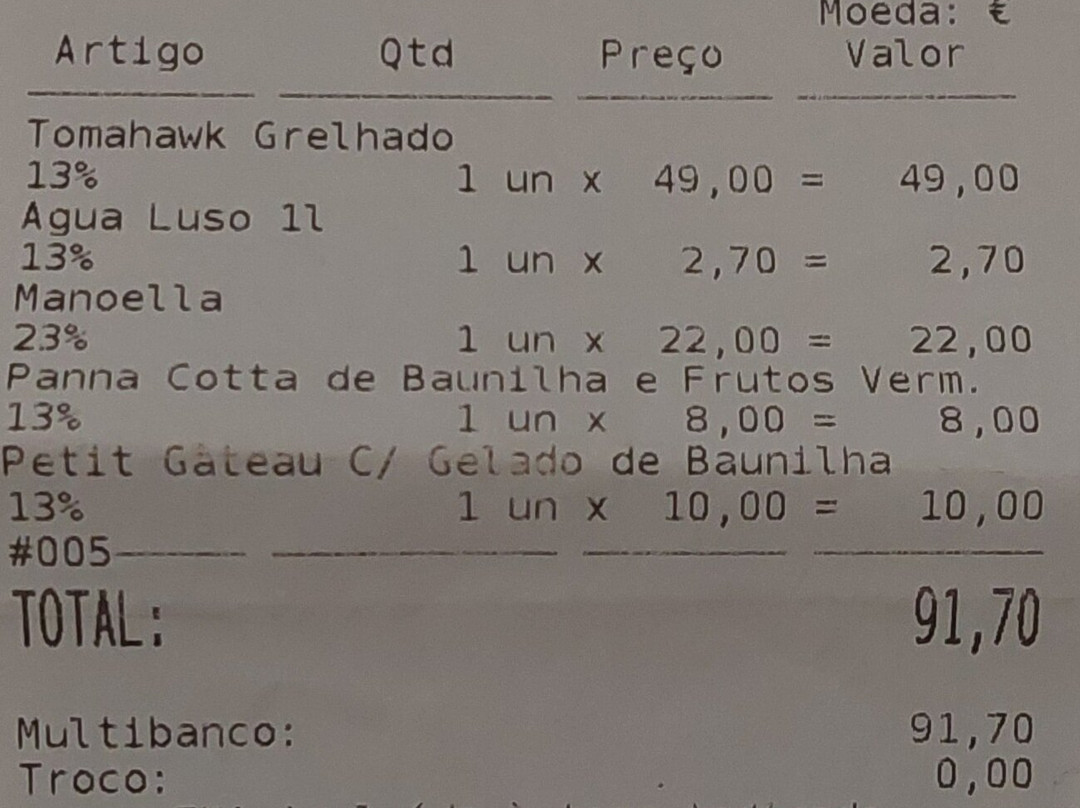 Moeda: €
Artigo Qtd Preço Valor
Tomahawk Grelhado
13% 1 un x 49,00 = 49,00
Agua Luso 1l
13% 1 un x 2,70 = 2,70
Manoella
23% 1 un x 22,00 = 22,00
Panna Cotta de Baunilha e Frutos Verm.
13% 1 un x 8,00 = 8,00
Petit Gâteau C/ Gelado de Baunilha
13% 1 un x 10,00 = 10,00
#005
TOTAL: 91,70
Multibanco: 91,70
Troco: 0,00